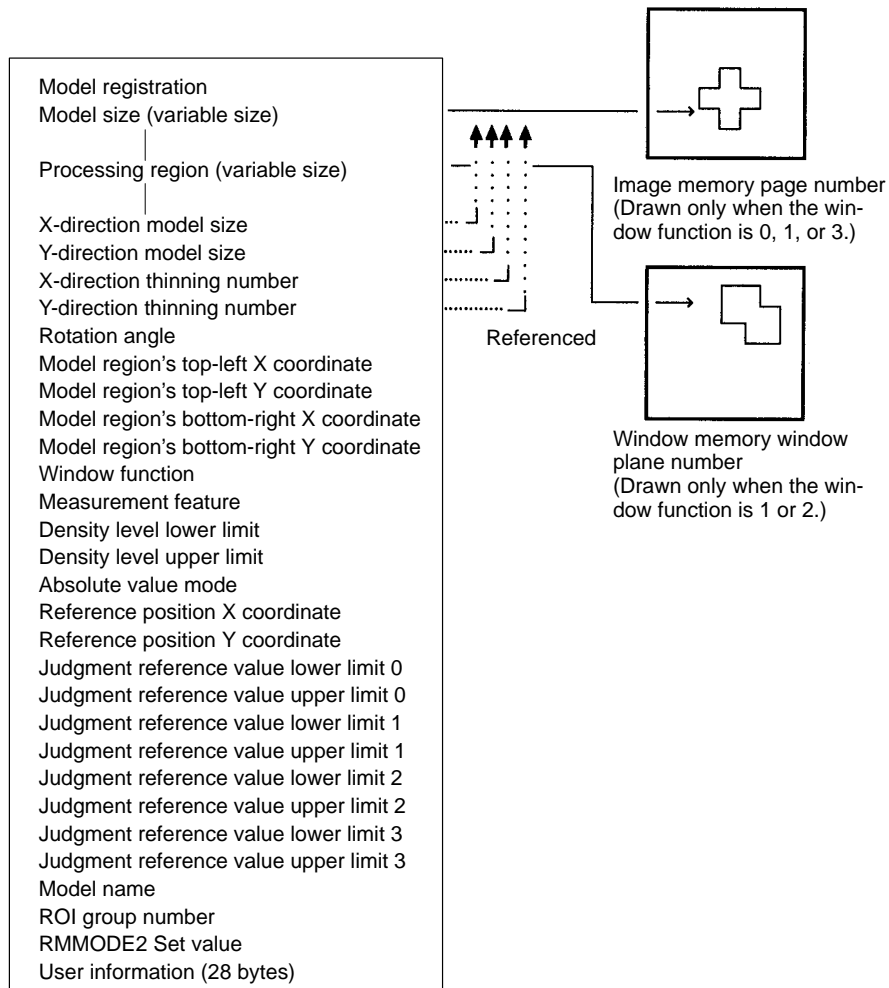 Model registration
Model size (variable size)
Processing region (variable size)
X-direction model size
Y-direction model size
X-direction thinning number
Y-direction thinning number
Rotation angle
Model region's top-left X coordinate
Model region's top-left Y coordinate
Model region's bottom-right X coordinate
Model region's bottom-right Y coordinate
Window function
Measurement feature
Density level lower limit
Density level upper limit
Absolute value mode
Reference position X coordinate
Reference position Y coordinate
Judgment reference value lower limit 0
Judgment reference value upper limit 0
Judgment reference value lower limit 1
Judgment reference value upper limit 1
Judgment reference value lower limit 2
Judgment reference value upper limit 2
Judgment reference value lower limit 3
Judgment reference value upper limit 3
Model name
ROI group number
RMMODE2 Set value
User information (28 bytes)
Referenced
Image memory page number
(Drawn only when the win-
dow function is 0, 1, or 3.)
Window memory window
plane number
(Drawn only when the win-
dow function is 1 or 2.)